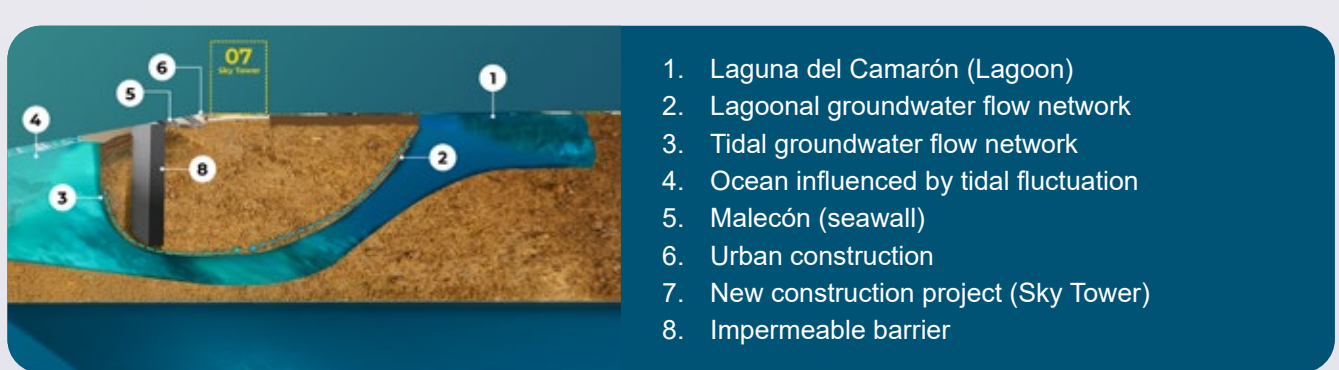 07
Sky Tower
6
5
1
4
2
8
3
1. Laguna del Camarón (Lagoon)
2. Lagoonal groundwater flow network
3. Tidal groundwater flow network
4. Ocean influenced by tidal fluctuation
5. Malecón (seawall)
6. Urban construction
7. New construction project (Sky Tower)
8. Impermeable barrier